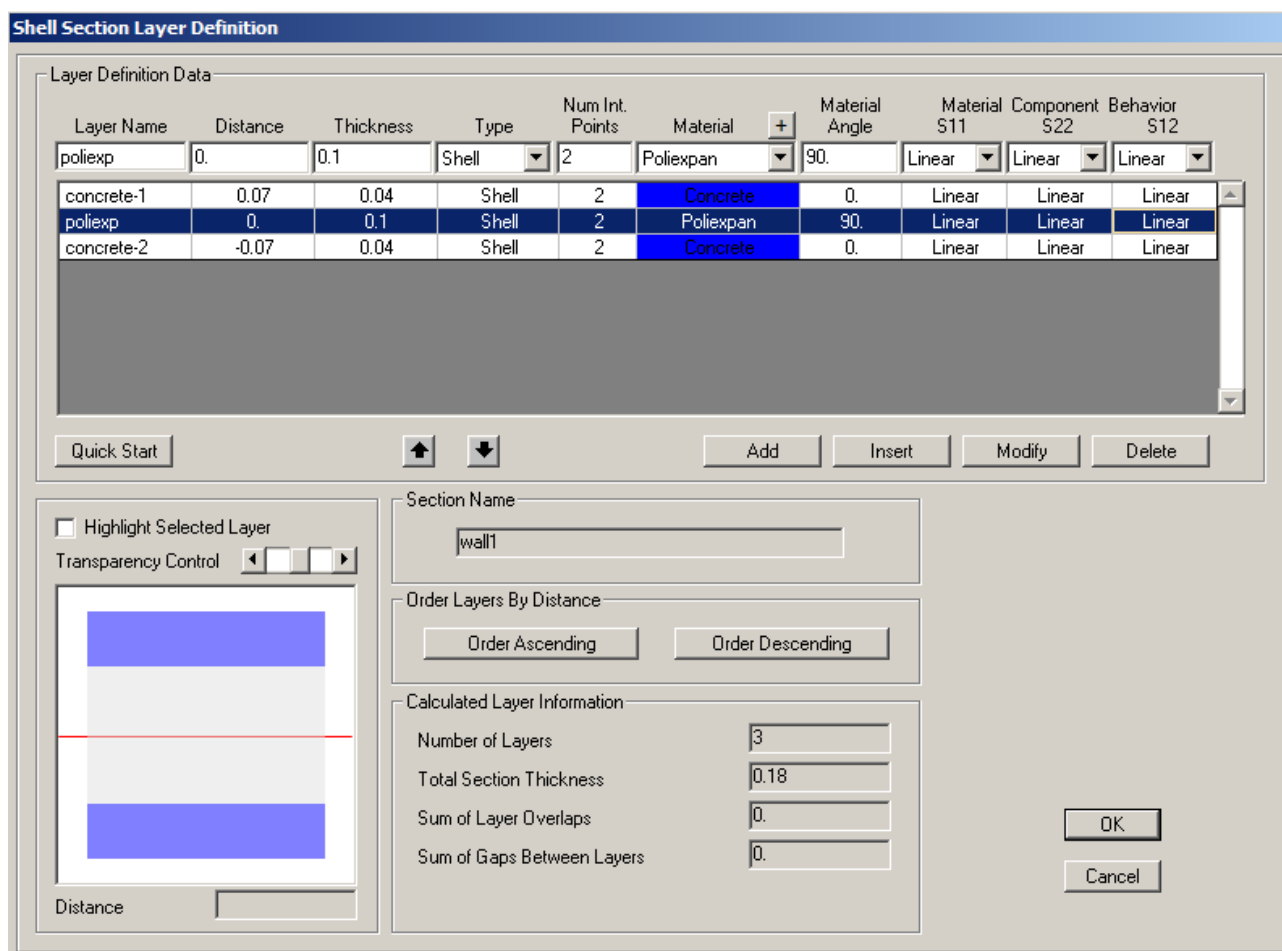 Shell Section Layer Definition
Layer Definition Data
Layer Name Distance Thickness Type Num Int. Points Material + Material Angle Material Component Behavior S11 S22 S12
poliexp 0. 0.1 Shell 2 Poliexpan 90. Linear Linear Linear
concrete-1 0.07 0.04 Shell 2 Concrete 0. Linear Linear Linear
poliexp 0. 0.1 Shell 2 Poliexpan 90. Linear Linear Linear
concrete-2 -0.07 0.04 Shell 2 Concrete 0. Linear Linear Linear
Quick Start Add Insert Modify Delete
Highlight Selected Layer
Transparency Control
Distance
Section Name
wall1
Order Layers By Distance
Order Ascending Order Descending
Calculated Layer Information
Number of Layers 3
Total Section Thickness 0.18
Sum of Layer Overlaps 0.
Sum of Gaps Between Layers 0.
OK
Cancel